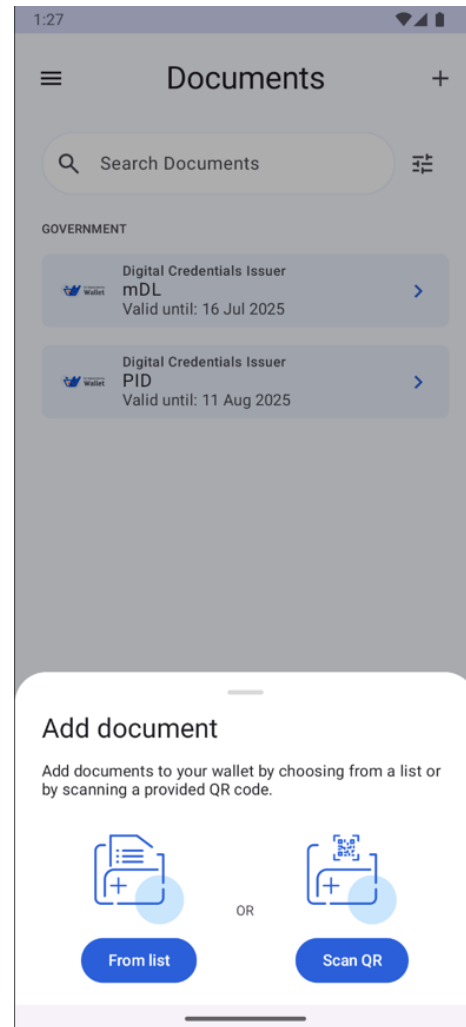 1:27
Documents
Search Documents
GOVERNMENT
Digital Credentials Issuer
mDL
Valid until: 16 Jul 2025
Wallet
Digital Credentials Issuer
PID
Valid until: 11 Aug 2025
Wallet
Add document
Add documents to your wallet by choosing from a list or
by scanning a provided QR code.
OR
From list
Scan QR